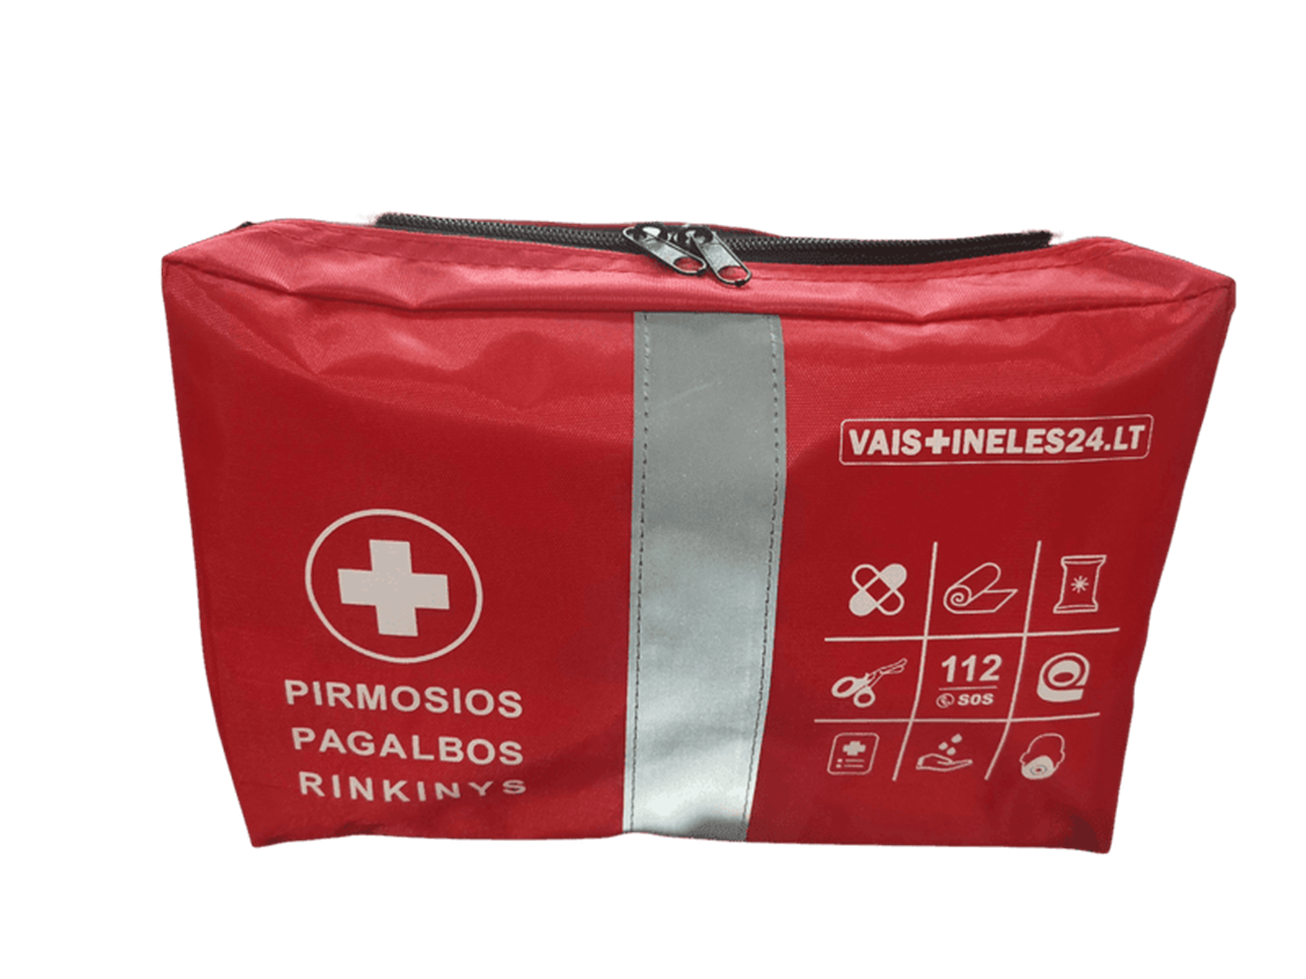 VAIS+INELES24.LT
PIRMOSIOS
PAGALBOS
RINKINYS
112
SOS